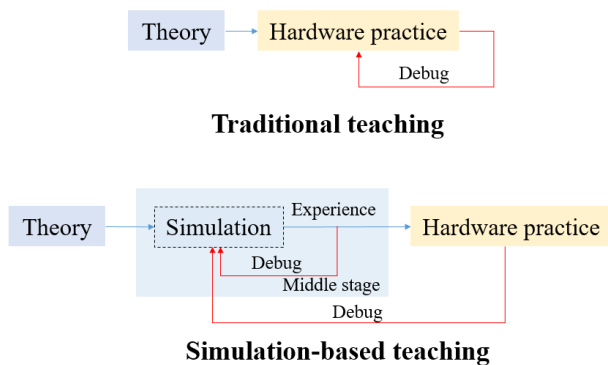 Theory
Hardware practice
Debug
Traditional teaching
Theory
Simulation
Experience
Hardware practice
Debug
Middle stage
Debug
Simulation-based teaching